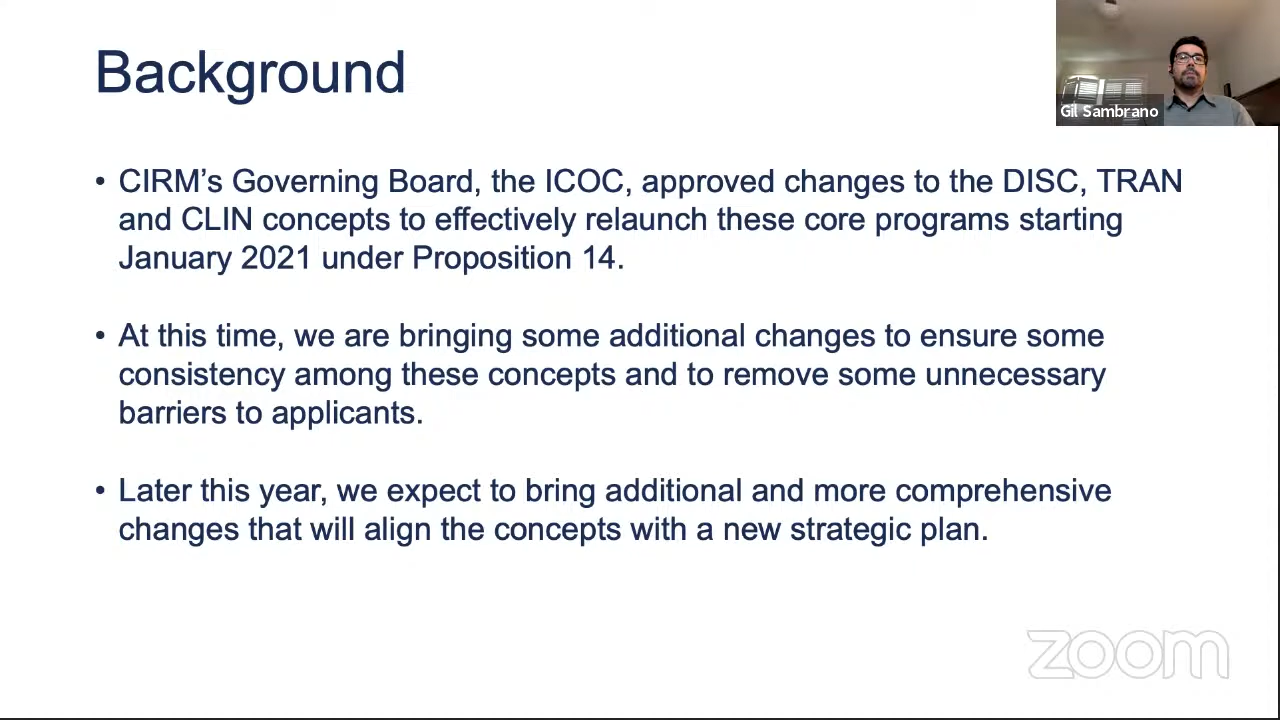 Background
Gil Sambrano
• CIRM’s Governing Board, the ICOC, approved changes to the DISC, TRAN
and CLIN concepts to effectively relaunch these core programs starting
January 2021 under Proposition 14.
• At this time, we are bringing some additional changes to ensure some
consistency among these concepts and to remove some unnecessary
barriers to applicants.
• Later this year, we expect to bring additional and more comprehensive
changes that will align the concepts with a new strategic plan.
zoom